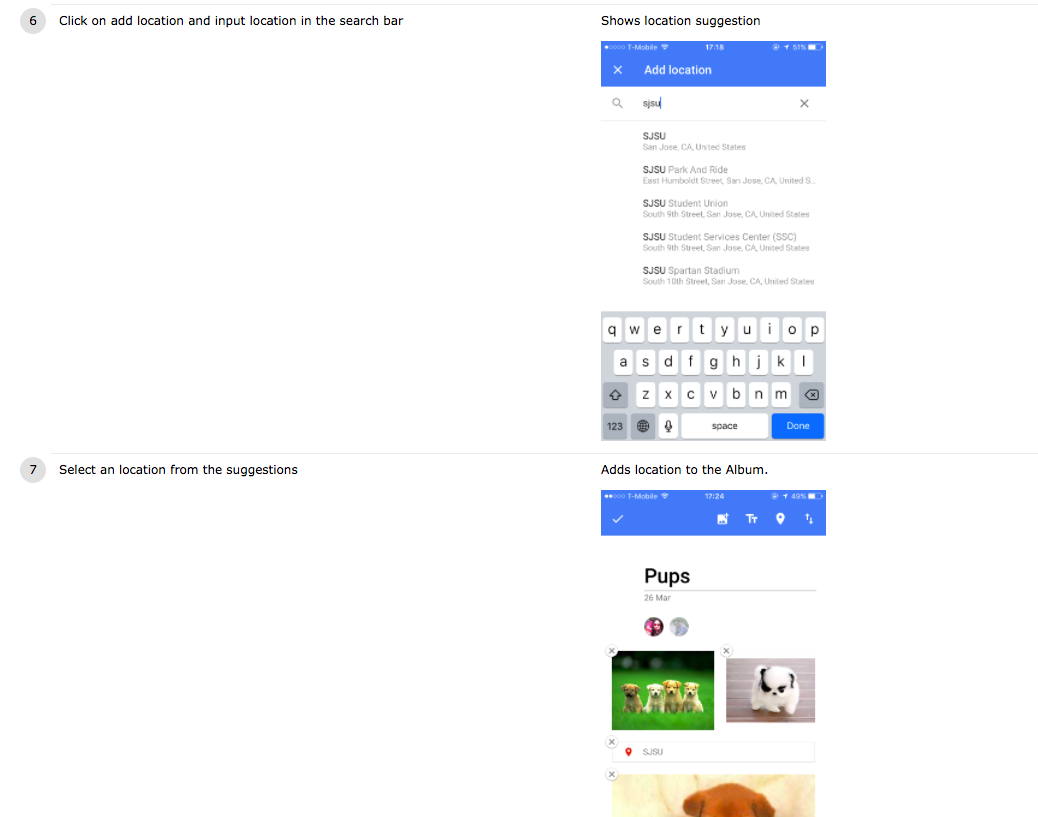 6 Click on add location and input location in the search bar
Shows location suggestion
T-Mobile 17:18 51%
Add location
sjsu
SJSU
San Jose, CA, United States
SJSU Park And Ride
East Humboldt Street, San Jose, CA, United S...
SJSU Student Union
South 9th Street, San Jose, CA, United States
SJSU Student Services Center (SSC)
South 9th Street, San Jose, CA, United States
SJSU Spartan Stadium
South 10th Street, San Jose, CA, United States
q w e r t y u i o p
a s d f g h j k l
z x c v b n m
123 space Done
7 Select an location from the suggestions
Adds location to the Album.
T-Mobile 17:24 49%
TT
Pups
26 Mar
SJSU